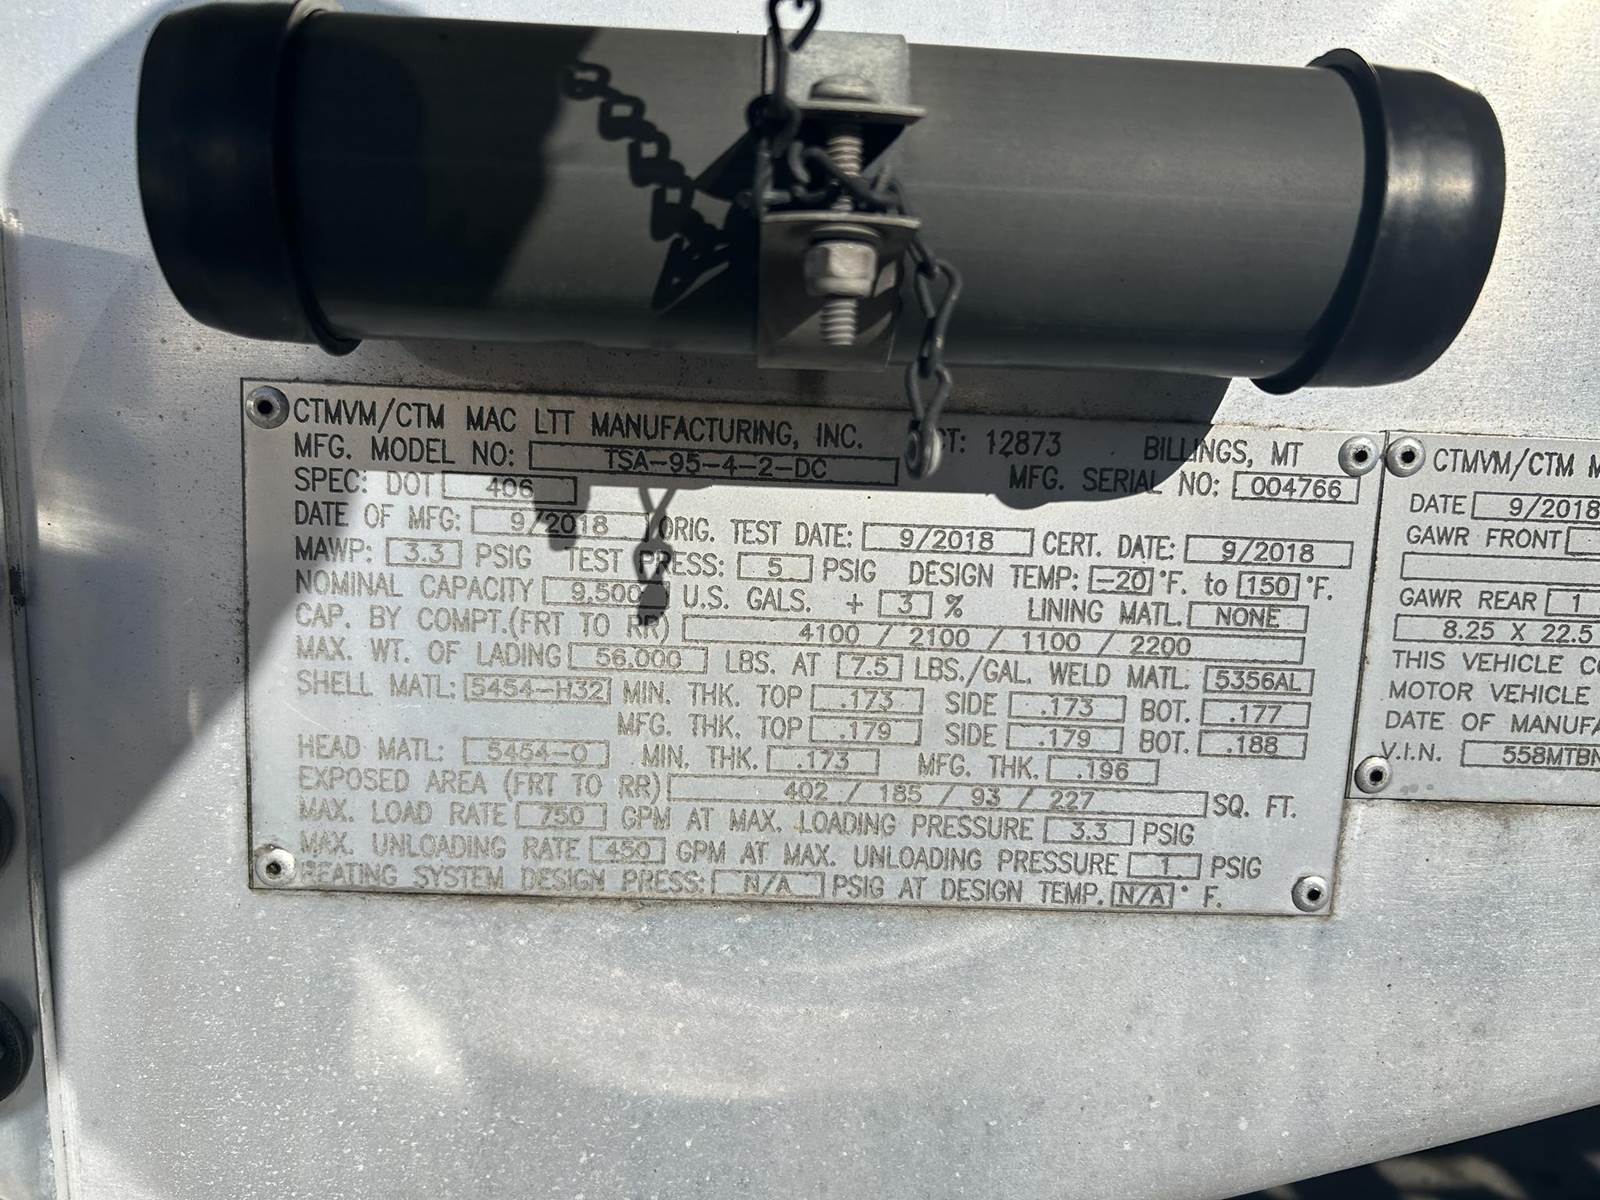 CTMVM/CTM MAC LTT MANUFACTURING, INC. CT: 12873 BILLINGS, MT
MFG. MODEL NO: TSA-95-4-2-DC MFG. SERIAL NO: 004766
SPEC: DOT 406
DATE OF MFG: 9/2018 ORIG. TEST DATE: 9/2018 CERT. DATE: 9/2018
MAWP: 3.3 PSIG TEST PRESS: 5 PSIG DESIGN TEMP: -20 °F. to 150 °F.
NOMINAL CAPACITY 9,500 U.S. GALS. + 3 % LINING MATL. NONE
CAP. BY COMPT.(FRT TO RR) 4100 / 2100 / 1100 / 2200
MAX. WT. OF LADING 56,000 LBS. AT 7.5 LBS./GAL. WELD MATL. 5356AL
SHELL MATL: 5454-H32 MIN. THK. TOP .173 SIDE .173 BOT. .177
MFG. THK. TOP .179 SIDE .179 BOT. .188
HEAD MATL: 5454-O MIN. THK. .173 MFG. THK. .196
EXPOSED AREA (FRT TO RR) 402 / 185 / 93 / 227 SQ. FT.
MAX. LOAD RATE 750 GPM AT MAX. LOADING PRESSURE 3.3 PSIG
MAX. UNLOADING RATE 450 GPM AT MAX. UNLOADING PRESSURE 1 PSIG
HEATING SYSTEM DESIGN PRESS: N/A PSIG AT DESIGN TEMP. N/A ° F.
CTMVM/CTM M
DATE 9/2018
GAWR FRONT
GAWR REAR 1
8.25 X 22.5
THIS VEHICLE CO
MOTOR VEHICLE
DATE OF MANUFA
V.I.N. 558MTBN